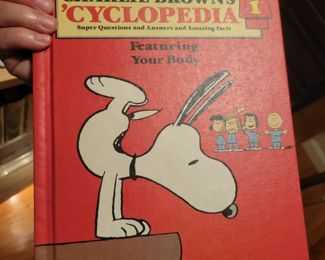 CHARLIE BROWN'S
'CYCLOPEDIA
1
Super Questions and Answers and Amazing Facts
Featuring
Your Body